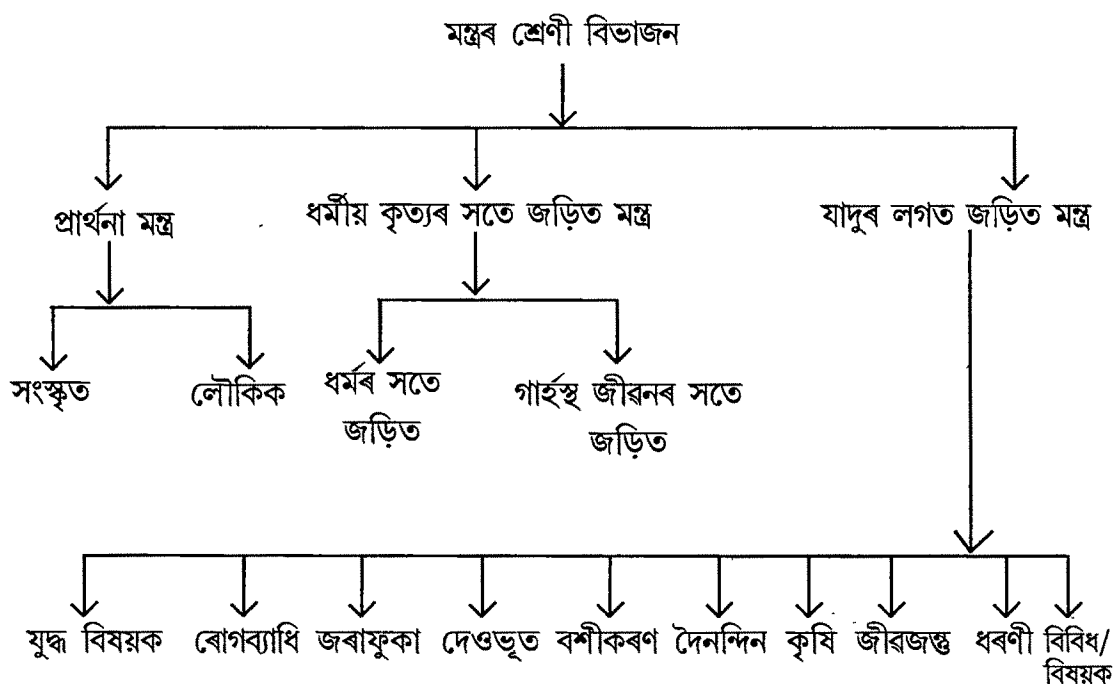 মন্ত্ৰৰ শ্ৰেণী বিভাজন
প্ৰাৰ্থনা মন্ত্ৰ ধৰ্মীয় কৃত্যৰ সতে জড়িত মন্ত্ৰ যাদুৰ লগত জড়িত মন্ত্ৰ
সংস্কৃত লৌকিক ধৰ্মৰ সতে গাৰ্হস্থ জীৱনৰ সতে
জড়িত জড়িত
যুদ্ধ বিষয়ক ৰোগব্যাধি জৰাফুকা দেওভূত বশীকৰণ দৈনন্দিন কৃষি জীৱজন্তু ধৰণী বিবিধ/
বিষয়ক